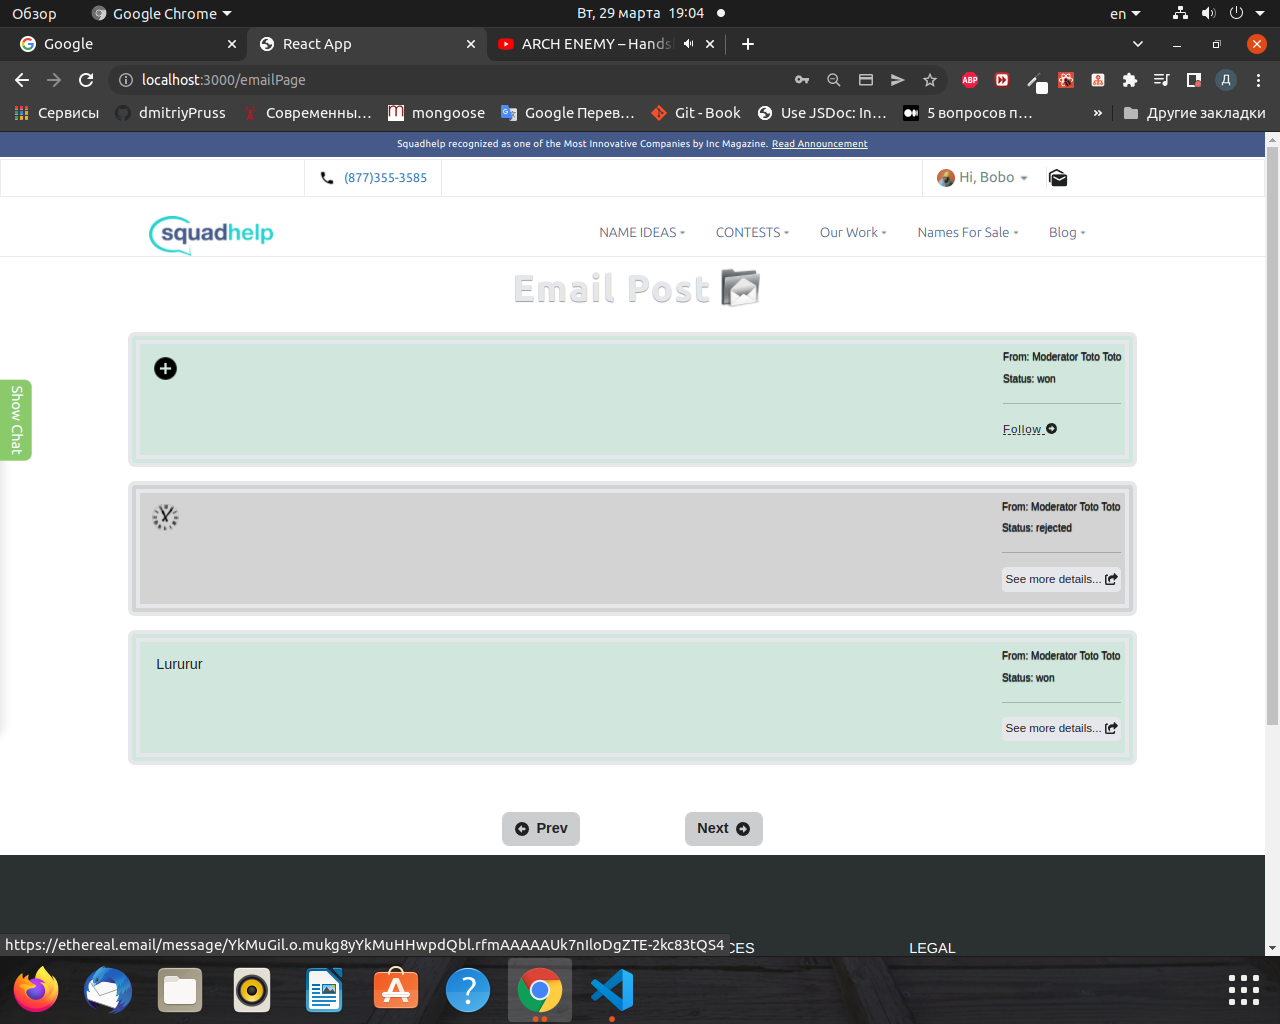 Обзор
Google Chrome
Вт, 29 марта 19:04
en
Google
React App
ARCH ENEMY – Hands
localhost:3000/emailPage
ABP
Д
Сервисы
dmitriyPruss
Современны…
mongoose
Google Перев…
Git - Book
Use JSDoc: In…
5 вопросов п…
»
Другие закладки
Squadhelp recognized as one of the Most Innovative Companies by Inc Magazine. Read Announcement
(877)355-3585
Hi, Bobo
squadhelp
NAME IDEAS
CONTESTS
Our Work
Names For Sale
Blog
Email Post
Show Chat
From: Moderator Toto Toto
Status: won
Follow
From: Moderator Toto Toto
Status: rejected
See more details...
Lururur
From: Moderator Toto Toto
Status: won
See more details...
Prev
Next
https://ethereal.email/message/YkMuGil.o.mukg8yYkMuHHwpdQbl.rfmAAAAAUk7nIloDgZTE-2kc83tQS4
CES
LEGAL